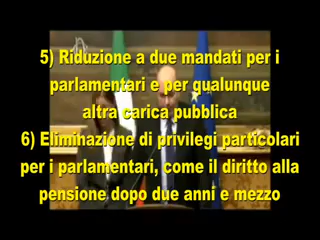 5) Riduzione a due mandati per i
parlamentari e per qualunque
altra carica pubblica
6) Eliminazione di privilegi particolari
per i parlamentari, come il diritto alla
pensione dopo due anni e mezzo